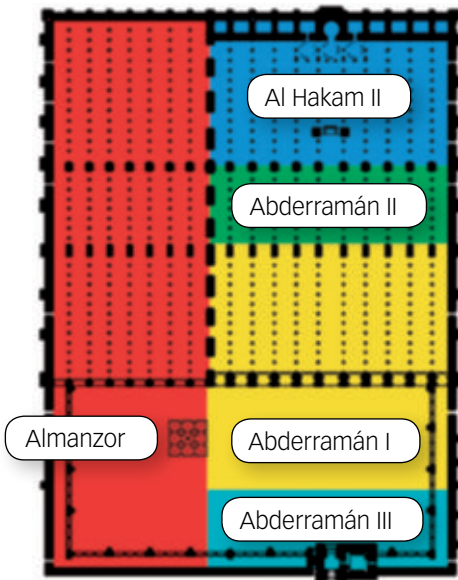 Al Hakam II
Abderramán II
Almanzor
Abderramán I
Abderramán III